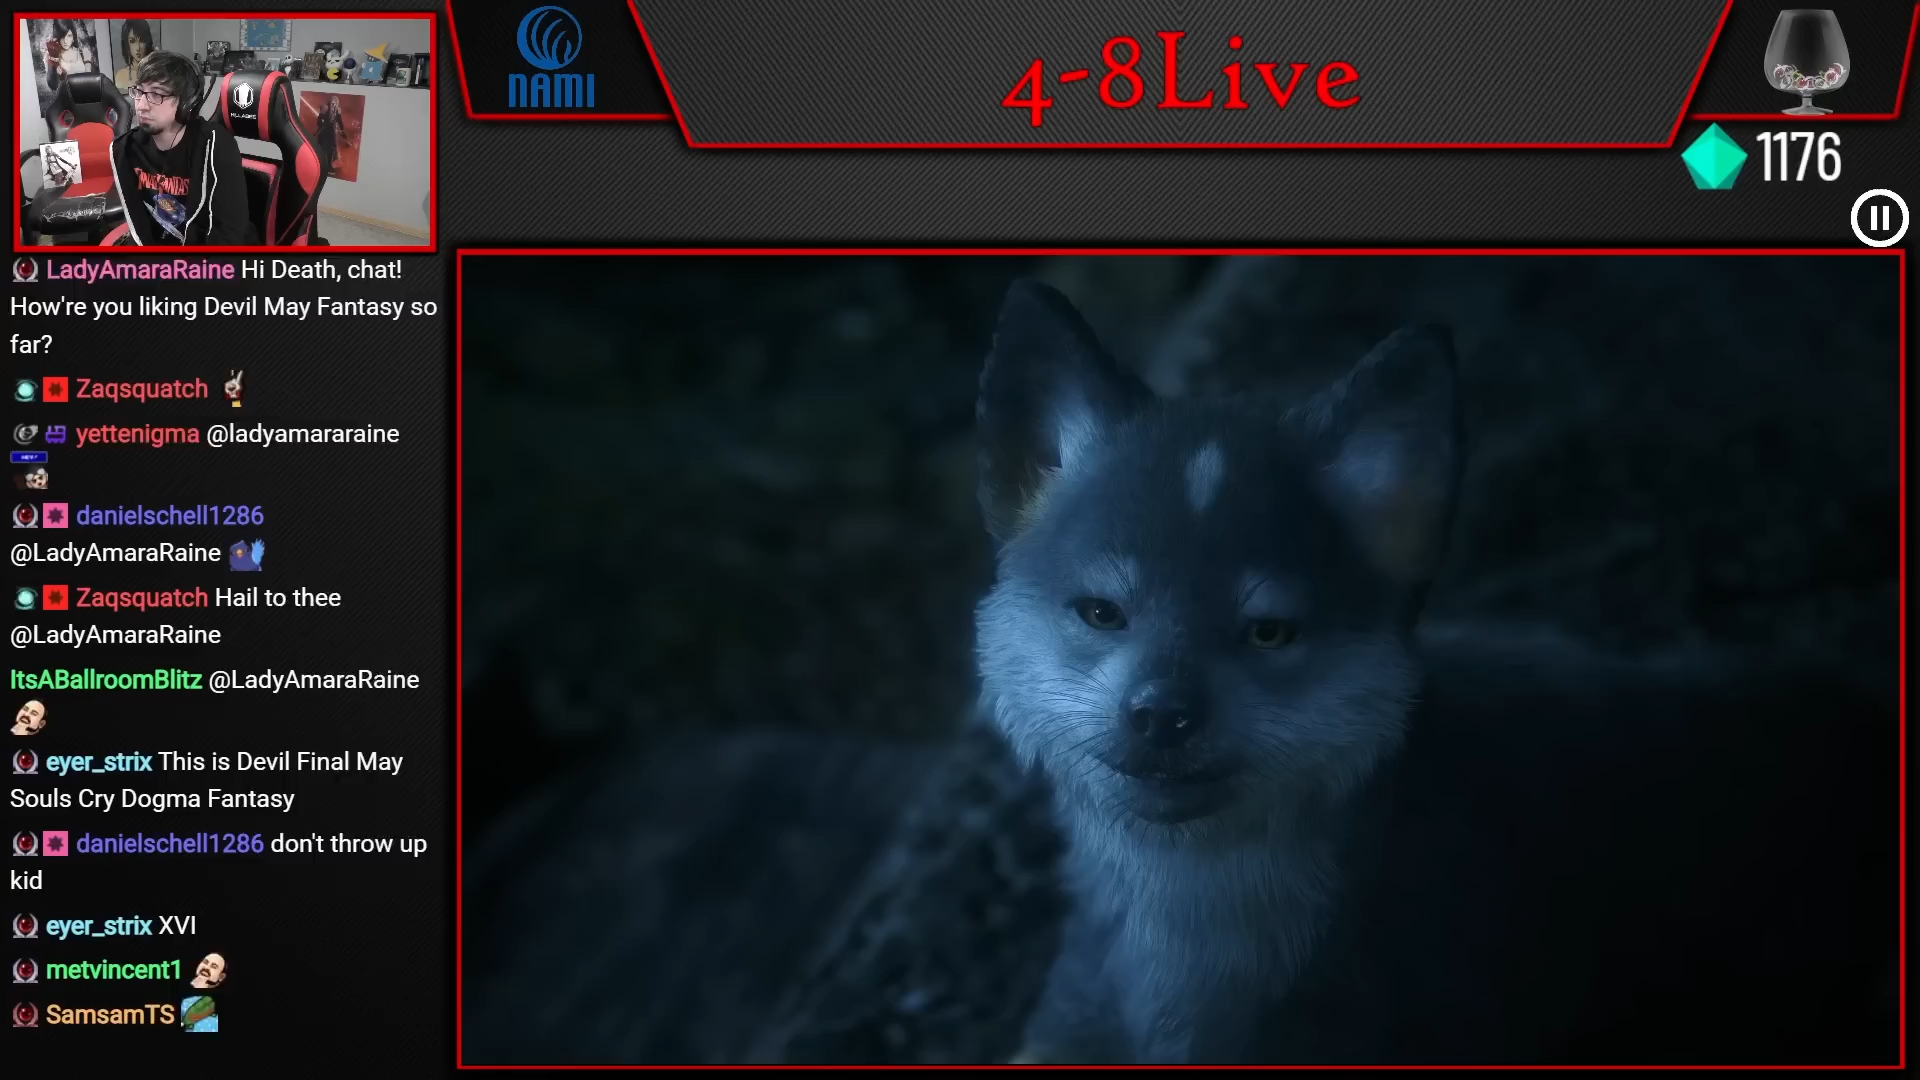 NAMI
4-8Live
1176
LadyAmaraRaine Hi Death, chat!
How're you liking Devil May Fantasy so
far?
Zaqsquatch
yettenigma @ladyamararaine
danielschell1286
@LadyAmaraRaine
Zaqsquatch Hail to thee
@LadyAmaraRaine
ItsABallroomBlitz @LadyAmaraRaine
eyer_strix This is Devil Final May
Souls Cry Dogma Fantasy
danielschell1286 don't throw up
kid
eyer_strix XVI
metvincent1
SamsamTS